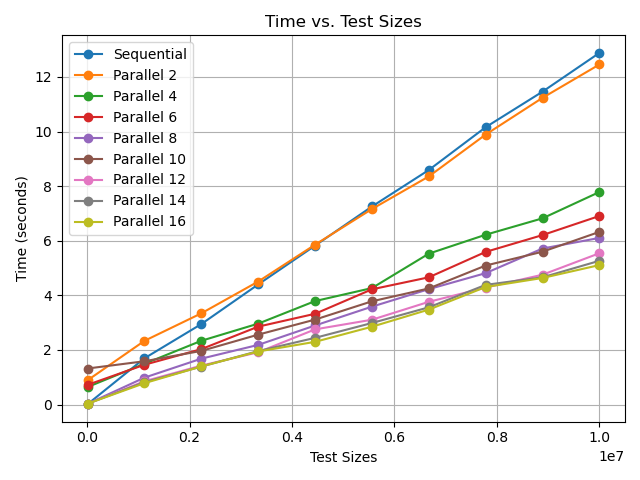 Time vs. Test Sizes
Time (seconds)
12
10
8
6
4
2
0
Sequential
Parallel 2
Parallel 4
Parallel 6
Parallel 8
Parallel 10
Parallel 12
Parallel 14
Parallel 16
0.0 0.2 0.4 0.6 0.8 1.0
1e7
Test Sizes